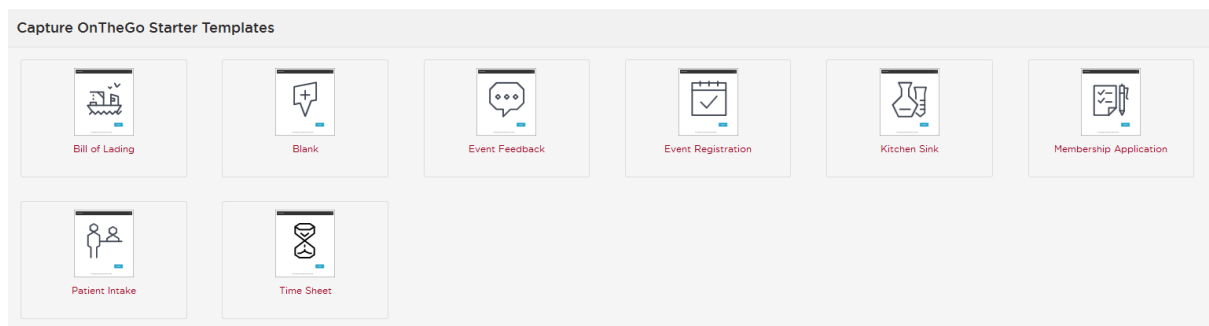 Capture OnTheGo Starter Templates
Bill of Lading
Blank
Event Feedback
Event Registration
Kitchen Sink
Membership Application
Patient Intake
Time Sheet